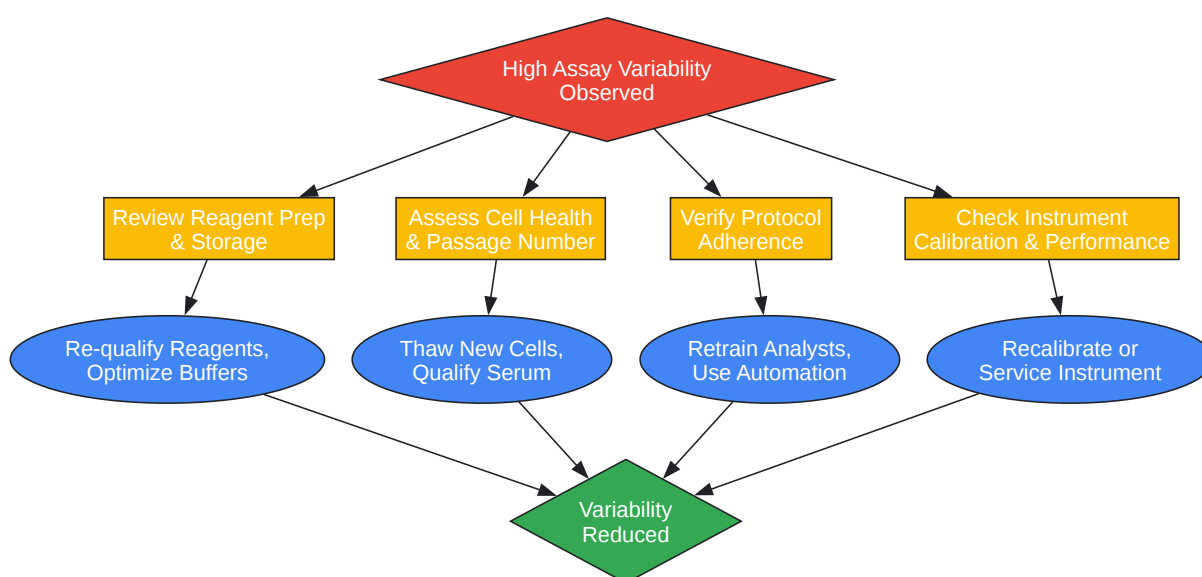 High Assay Variability
Observed
Review Reagent Prep
& Storage
Assess Cell Health
& Passage Number
Verify Protocol
Adherence
Check Instrument
Calibration & Performance
Re-qualify Reagents,
Optimize Buffers
Thaw New Cells,
Qualify Serum
Retrain Analysts,
Use Automation
Recalibrate or
Service Instrument
Variability
Reduced